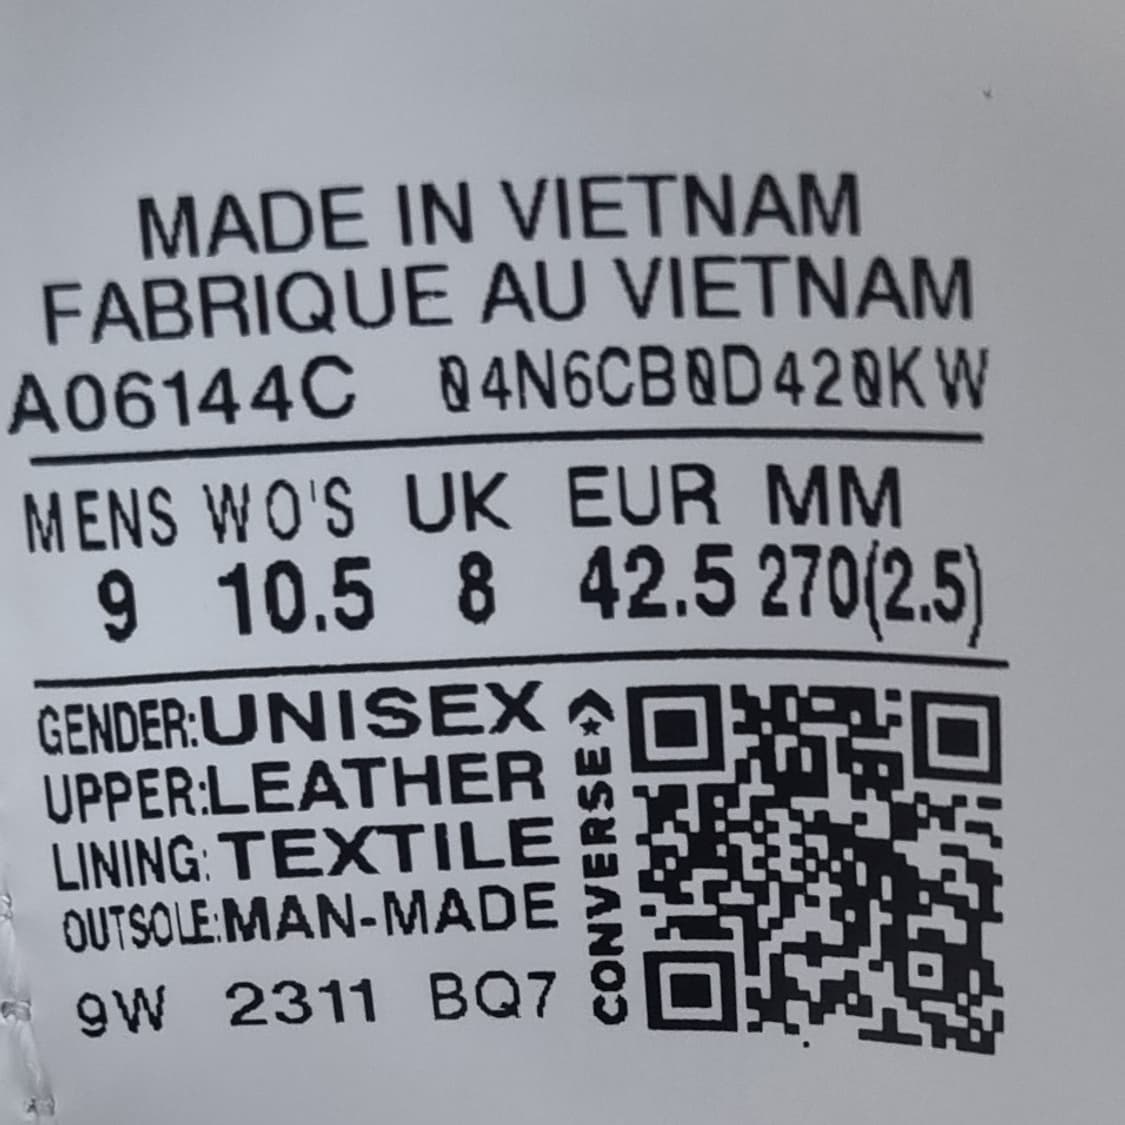 MADE IN VIETNAM
FABRIQUE AU VIETNAM
A06144C 04N6CB0D420KW
MENS WO'S UK EUR MM
9 10.5 8 42.5 270(2.5)
GENDER:UNISEX
UPPER:LEATHER
LINING: TEXTILE
OUTSOLE:MAN-MADE
9W 2311 BQ7
CONVERSE